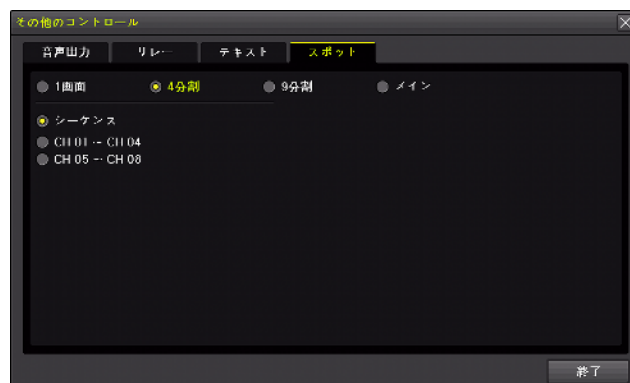 その他のコントロール
音声出力 リレー テキスト スポット
1画面 4分割 9分割 メイン
シーケンス
CH 01 ~ CH 04
CH 05 ~ CH 08
終了